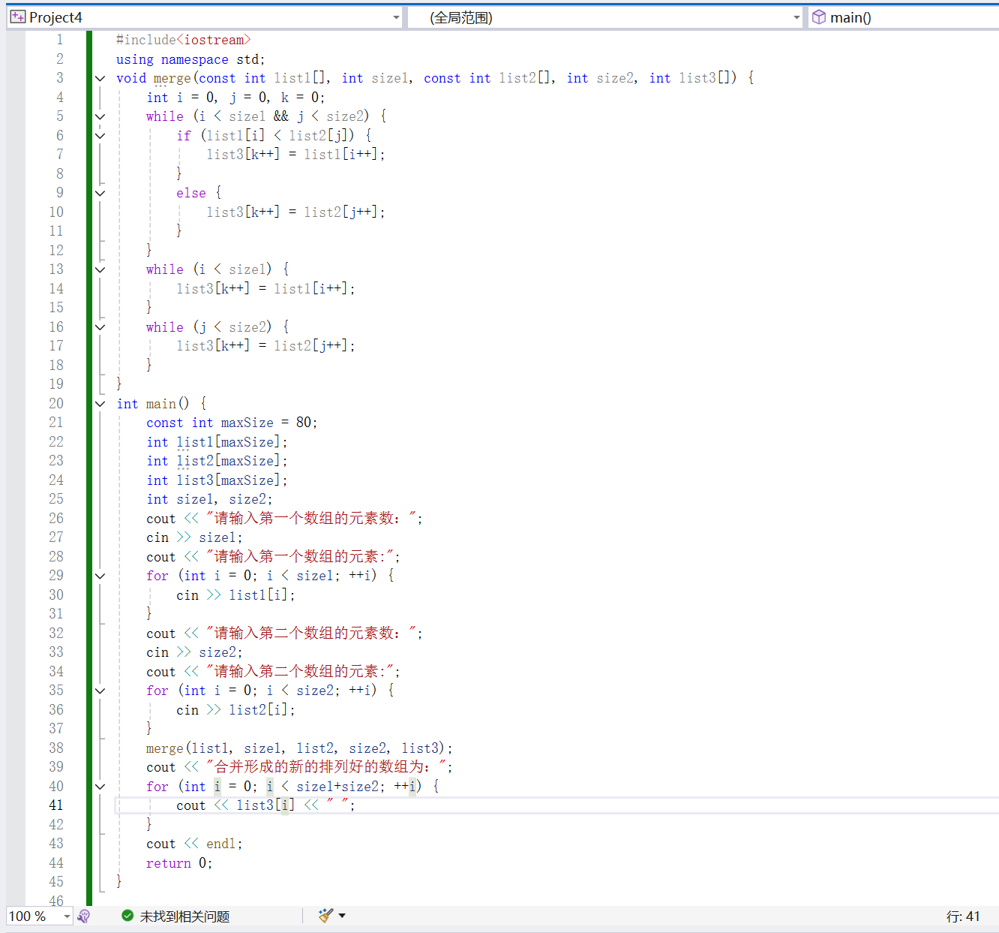 Project4 (全局范围) main()
1 #include<iostream>
2 using namespace std;
3 void merge(const int list1[], int size1, const int list2[], int size2, int list3[]) {
4 int i = 0, j = 0, k = 0;
5 while (i < size1 && j < size2) {
6 if (list1[i] < list2[j]) {
7 list3[k++] = list1[i++];
8 }
9 else {
10 list3[k++] = list2[j++];
11 }
12 }
13 while (i < size1) {
14 list3[k++] = list1[i++];
15 }
16 while (j < size2) {
17 list3[k++] = list2[j++];
18 }
19 }
20 int main() {
21 const int maxSize = 80;
22 int list1[maxSize];
23 int list2[maxSize];
24 int list3[maxSize];
25 int size1, size2;
26 cout << "请输入第一个数组的元素数：";
27 cin >> size1;
28 cout << "请输入第一个数组的元素:";
29 for (int i = 0; i < size1; ++i) {
30 cin >> list1[i];
31 }
32 cout << "请输入第二个数组的元素数：";
33 cin >> size2;
34 cout << "请输入第二个数组的元素:";
35 for (int i = 0; i < size2; ++i) {
36 cin >> list2[i];
37 }
38 merge(list1, size1, list2, size2, list3);
39 cout << "合并形成的新的排列好的数组为：";
40 for (int i = 0; i < size1+size2; ++i) {
41 cout << list3[i] << " ";
42 }
43 cout << endl;
44 return 0;
45 }
46
100 % 未找到相关问题 行: 41